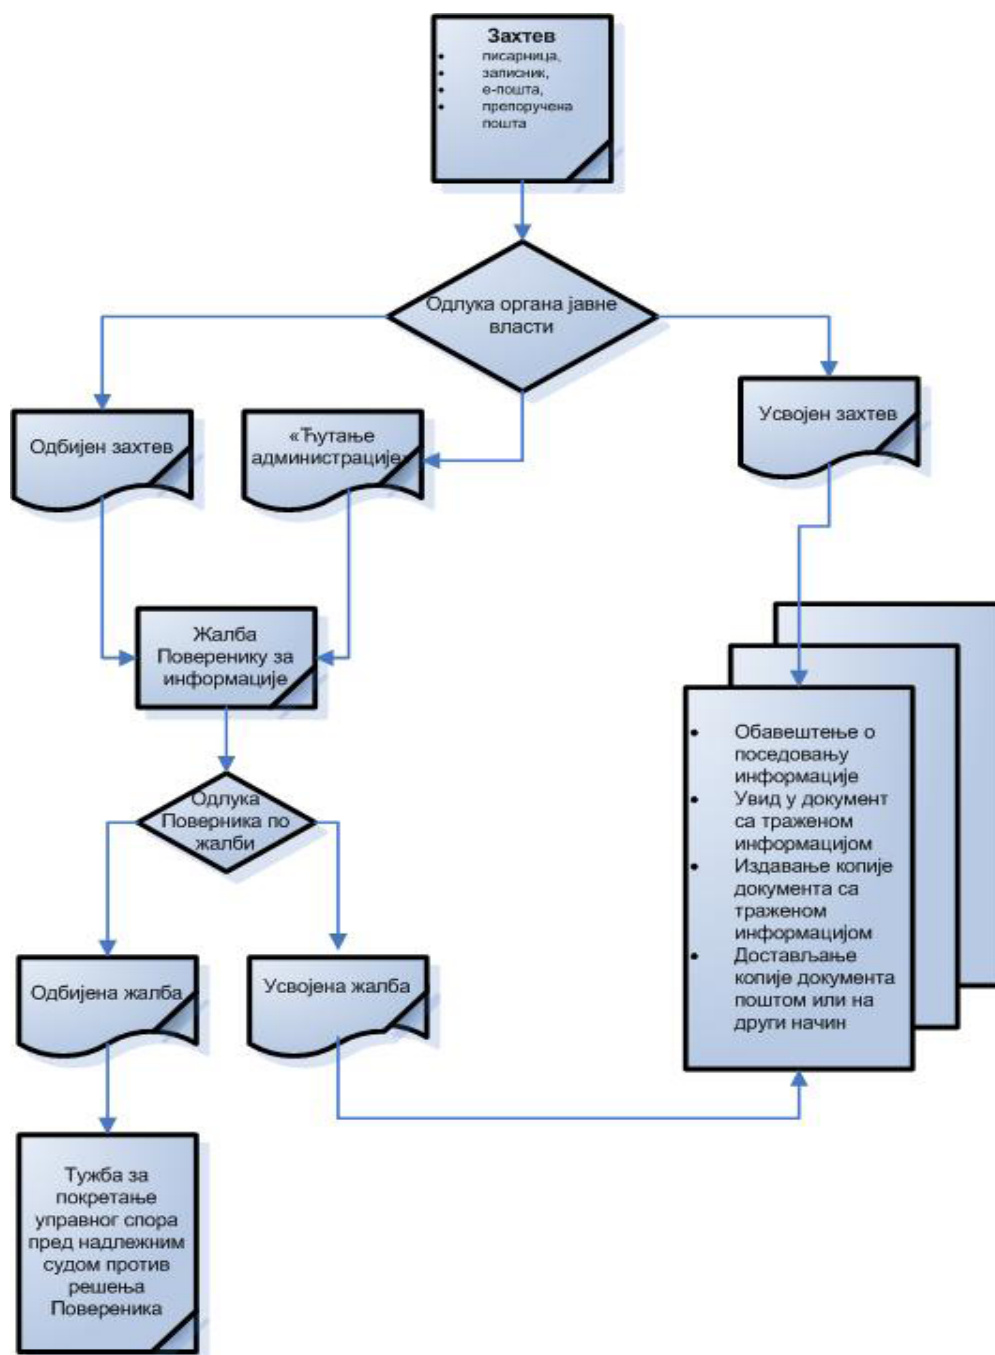 Захтев
• писарница,
• записник,
• е-пошта,
• препоручена
пошта
Одлука органа јавне
власти
Одбијен захтев
«Ћутање
администрације»
Усвојен захтев
Жалба
Поверенику за
информације
Одлука
Поверника по
жалби
• Обавештење о
поседовању
информације
• Увид у документ
са траженом
информацијом
• Издавање копије
документа са
траженом
информацијом
• Достављање
копије документа
поштом или на
други начин
Одбијена жалба
Усвојена жалба
Тужба за
покретање
управног спора
пред надлежним
судом против
решења
Повереника